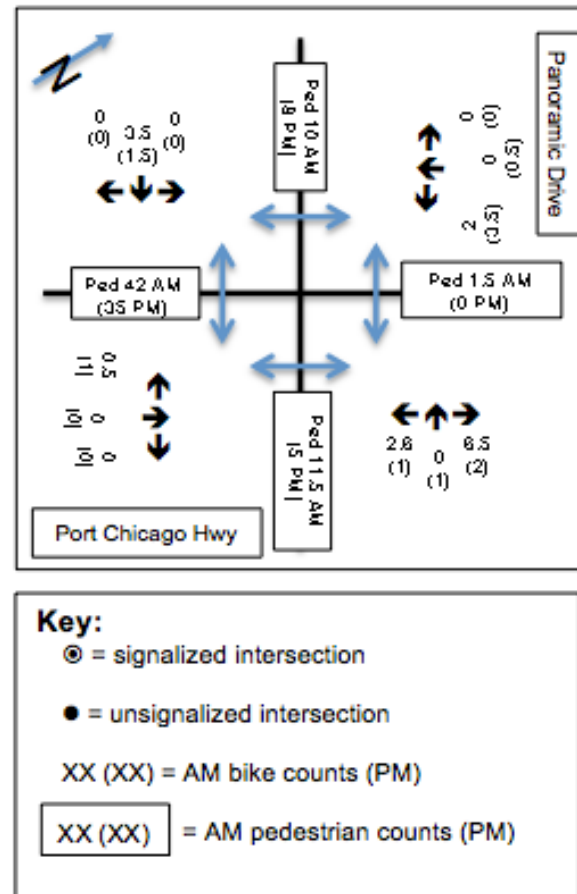 N
0
(0)
3.5
(1.5)
0
(0)
Ped 10 AM
(9 PM)
0
(0)
0
(0.5)
2
(3.5)
Panoramic Drive
Ped 42 AM
(35 PM)
Ped 1.5 AM
(0 PM)
0.5
(1)
0
(0)
0
(0)
Ped 11.5 AM
(5 PM)
2.6
(1)
0
(1)
6.5
(2)
Port Chicago Hwy
Key:
= signalized intersection
= unsignalized intersection
XX (XX) = AM bike counts (PM)
XX (XX) = AM pedestrian counts (PM)